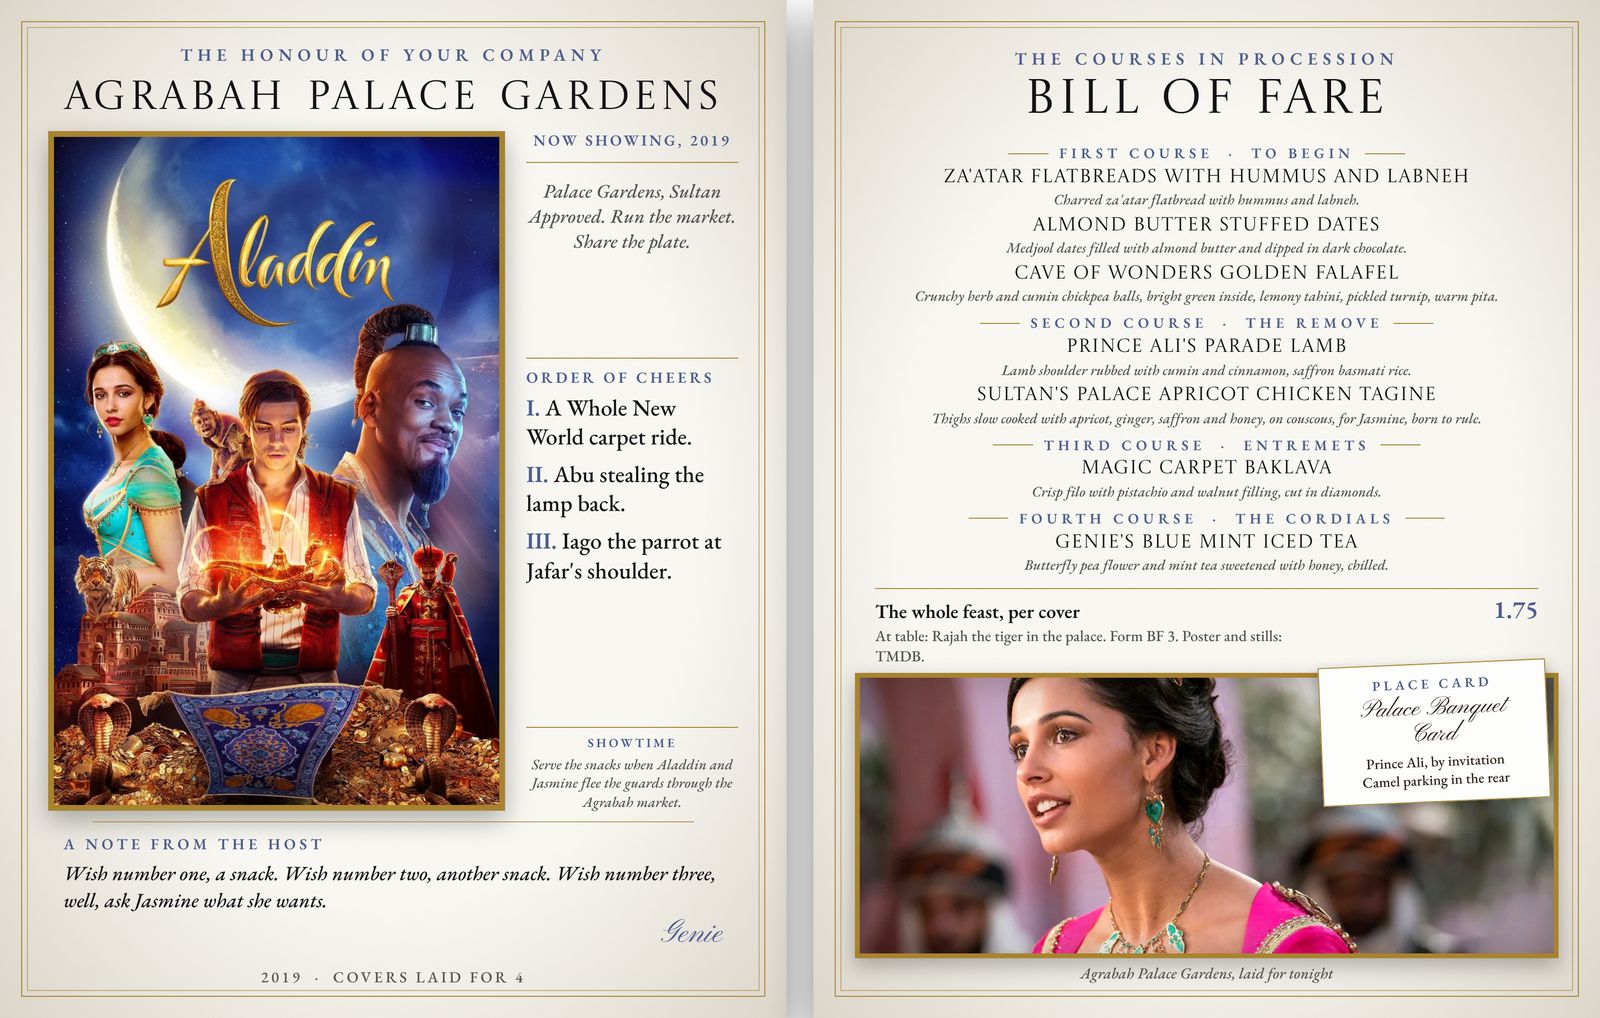 THE HONOUR OF YOUR COMPANY
AGRABAH PALACE GARDENS
Aladdin
NOW SHOWING, 2019
Palace Gardens, Sultan
Approved. Run the market.
Share the plate.
ORDER OF CHEERS
I. A Whole New
World carpet ride.
II. Abu stealing the
lamp back.
III. Iago the parrot at
Jafar's shoulder.
SHOWTIME
Serve the snacks when Aladdin and
Jasmine flee the guards through the
Agrabah market.
A NOTE FROM THE HOST
Wish number one, a snack. Wish number two, another snack. Wish number three,
well, ask Jasmine what she wants.
Genie
2019 · COVERS LAID FOR 4
THE COURSES IN PROCESSION
BILL OF FARE
FIRST COURSE · TO BEGIN
ZA'ATAR FLATBREADS WITH HUMMUS AND LABNEH
Charred za'atar flatbread with hummus and labneh.
ALMOND BUTTER STUFFED DATES
Medjool dates filled with almond butter and dipped in dark chocolate.
CAVE OF WONDERS GOLDEN FALAFEL
Crunchy herb and cumin chickpea balls, bright green inside, lemony tahini, pickled turnip, warm pita.
SECOND COURSE · THE REMOVE
PRINCE ALI'S PARADE LAMB
Lamb shoulder rubbed with cumin and cinnamon, saffron basmati rice.
SULTAN'S PALACE APRICOT CHICKEN TAGINE
Thighs slow cooked with apricot, ginger, saffron and honey, on couscous, for Jasmine, born to rule.
THIRD COURSE · ENTREMETS
MAGIC CARPET BAKLAVA
Crisp filo with pistachio and walnut filling, cut in diamonds.
FOURTH COURSE · THE CORDIALS
GENIE'S BLUE MINT ICED TEA
Butterfly pea flower and mint tea sweetened with honey, chilled.
The whole feast, per cover 1.75
At table: Rajah the tiger in the palace. Form BF 3. Poster and stills:
TMDB.
PLACE CARD
Palace Banquet
Card
Prince Ali, by invitation
Camel parking in the rear
Agrabah Palace Gardens, laid for tonight